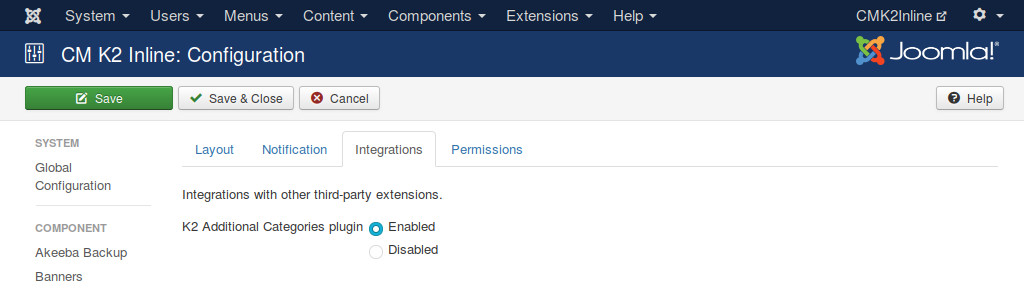 System Users Menus Content Components Extensions Help CMK2Inline
CM K2 Inline: Configuration Joomla!®
Save Save & Close Cancel Help
SYSTEM
Global
Configuration
COMPONENT
Akeeba Backup
Banners
Layout Notification Integrations Permissions
Integrations with other third-party extensions.
K2 Additional Categories plugin Enabled
Disabled